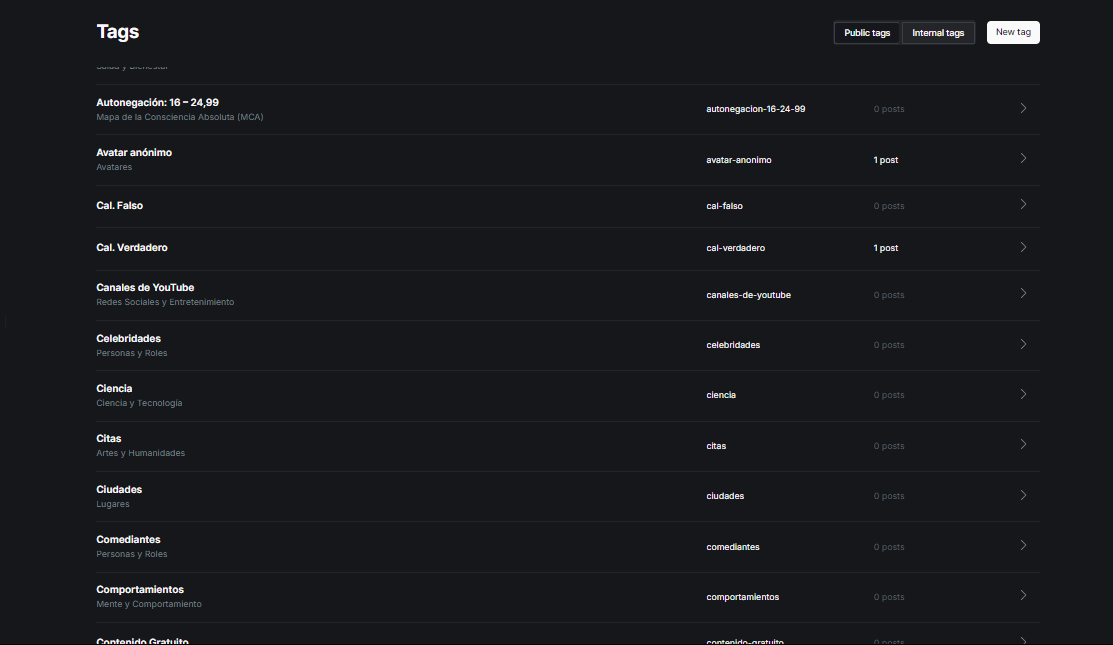 Tags
Public tags
Internal tags
New tag
Salud y Bienestar
Autonegación: 16 – 24,99
Mapa de la Consciencia Absoluta (MCA)
autonegacion-16-24-99
0 posts
Avatar anónimo
Avatares
avatar-anonimo
1 post
Cal. Falso
cal-falso
0 posts
Cal. Verdadero
cal-verdadero
1 post
Canales de YouTube
Redes Sociales y Entretenimiento
canales-de-youtube
0 posts
Celebridades
Personas y Roles
celebridades
0 posts
Ciencia
Ciencia y Tecnología
ciencia
0 posts
Citas
Artes y Humanidades
citas
0 posts
Ciudades
Lugares
ciudades
0 posts
Comediantes
Personas y Roles
comediantes
0 posts
Comportamientos
Mente y Comportamiento
comportamientos
0 posts
Contenido Gratuito
contenido-gratuito
0 posts